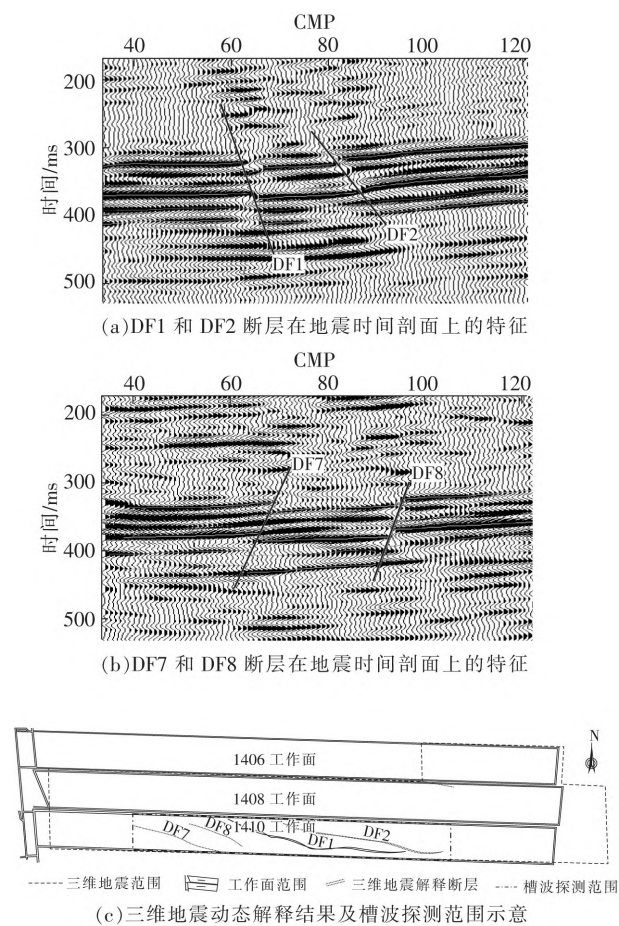 CMP
40 60 80 100 120
200
300
400
500
时间/ms
DF1
DF2
(a)DF1 和 DF2 断层在地震时间剖面上的特征
CMP
40 60 80 100 120
200
300
400
500
时间/ms
DF7
DF8
(b)DF7 和 DF8 断层在地震时间剖面上的特征
N
1406 工作面
1408 工作面
1410 工作面
DF7
DF8
DF1
DF2
三维地震范围 工作面范围 三维地震解释断层 槽波探测范围
(c)三维地震动态解释结果及槽波探测范围示意